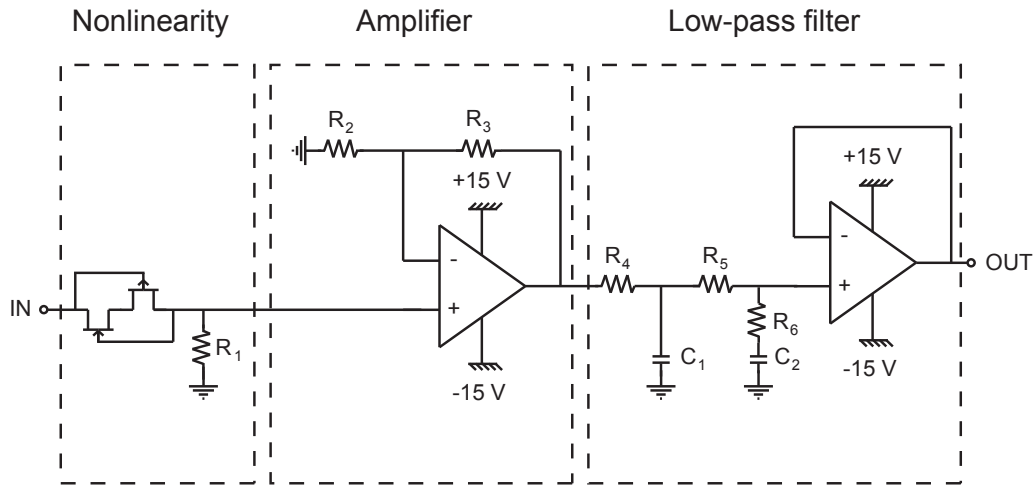 Nonlinearity
Amplifier
Low-pass filter
R2
R3
+15 V
-
+
-15 V
IN
R1
R4
R5
R6
C1
C2
+15 V
-
+
-15 V
OUT